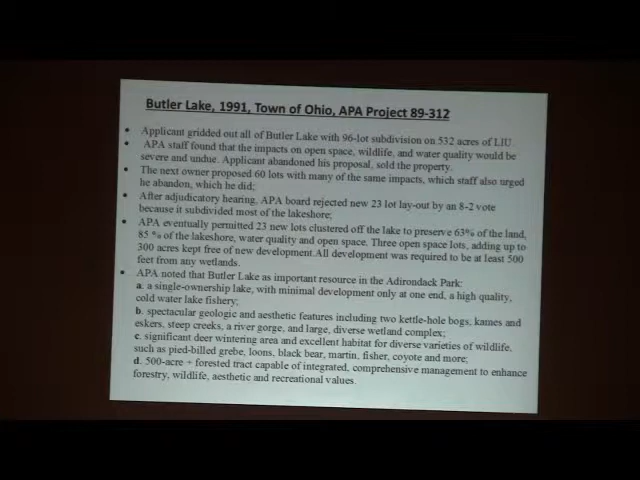 Butler Lake, 1991, Town of Ohio, APA Project 89-312
• Applicant gridded out all of Butler Lake with 96-lot subdivision on 532 acres of LIU.
• APA staff found that the impacts on open space, wildlife, and water quality would be
severe and undue. Applicant abandoned his proposal, sold the property.
• The next owner proposed 60 lots with many of the same impacts, which staff also urged
he abandon, which he did;
• After adjudicatory hearing, APA board rejected new 23 lot lay-out by an 8-2 vote
because it subdivided most of the lakeshore;
• APA eventually permitted 23 new lots clustered off the lake to preserve 63% of the land,
85 % of the lakeshore, water quality and open space. Three open space lots, adding up to
300 acres kept free of new development. All development was required to be at least 500
feet from any wetlands.
• APA noted that Butler Lake as important resource in the Adirondack Park:
a. a single-ownership lake, with minimal development only at one end, a high quality,
cold water lake fishery;
b. spectacular geologic and aesthetic features including two kettle-hole bogs, kames and
eskers, steep creeks, a river gorge, and large, diverse wetland complex;
c. significant deer wintering area and excellent habitat for diverse varieties of wildlife,
such as pied-billed grebe, loons, black bear, martin, fisher, coyote and more;
d. 500-acre + forested tract capable of integrated, comprehensive management to enhance
forestry, wildlife, aesthetic and recreational values.